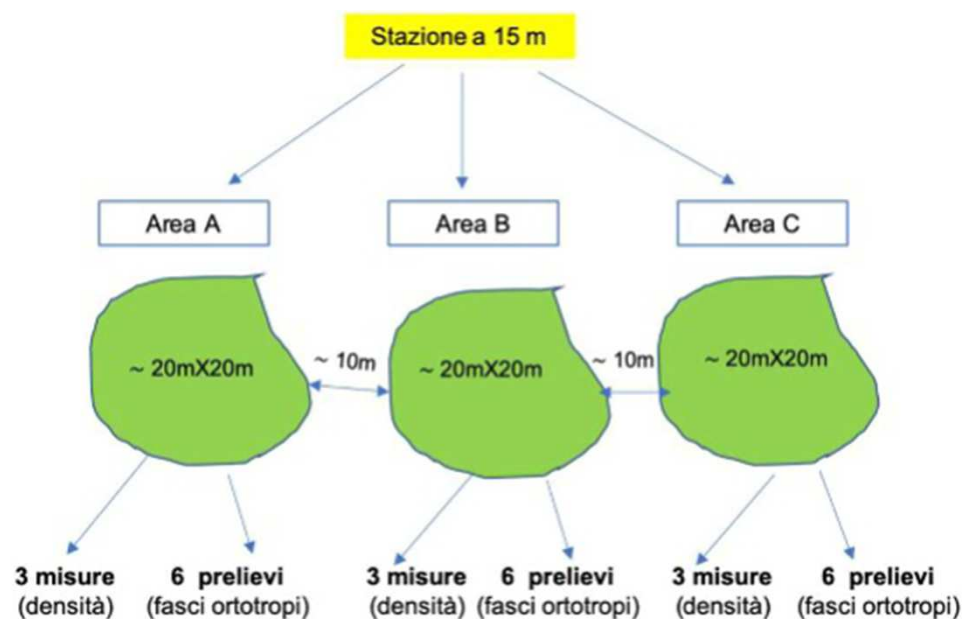 Stazione a 15 m
Area A
Area B
Area C
~ 20mX20m
~ 10m
~ 20mX20m
~ 10m
~ 20mX20m
3 misure
(densità)
6 prelievi
(fasci ortotropi)
3 misure
(densità)
6 prelievi
(fasci ortotropi)
3 misure
(densità)
6 prelievi
(fasci ortotropi)